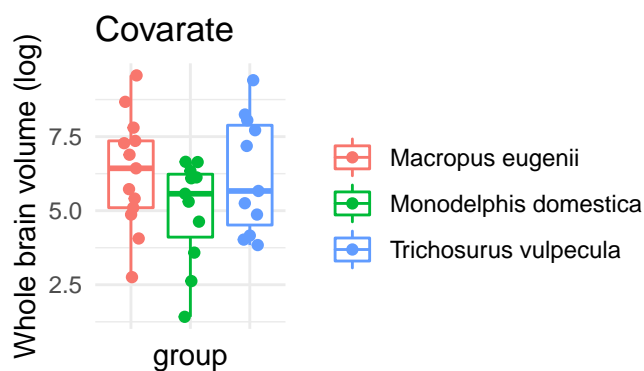 Covarate
Whole brain volume (log)
7.5
5.0
2.5
group
Macropus eugenii
Monodelphis domestica
Trichosurus vulpecula